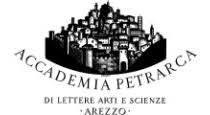 ACCADEMIA PETRARCA
DI LETTERE ARTI E SCIENZE
·AREZZO·